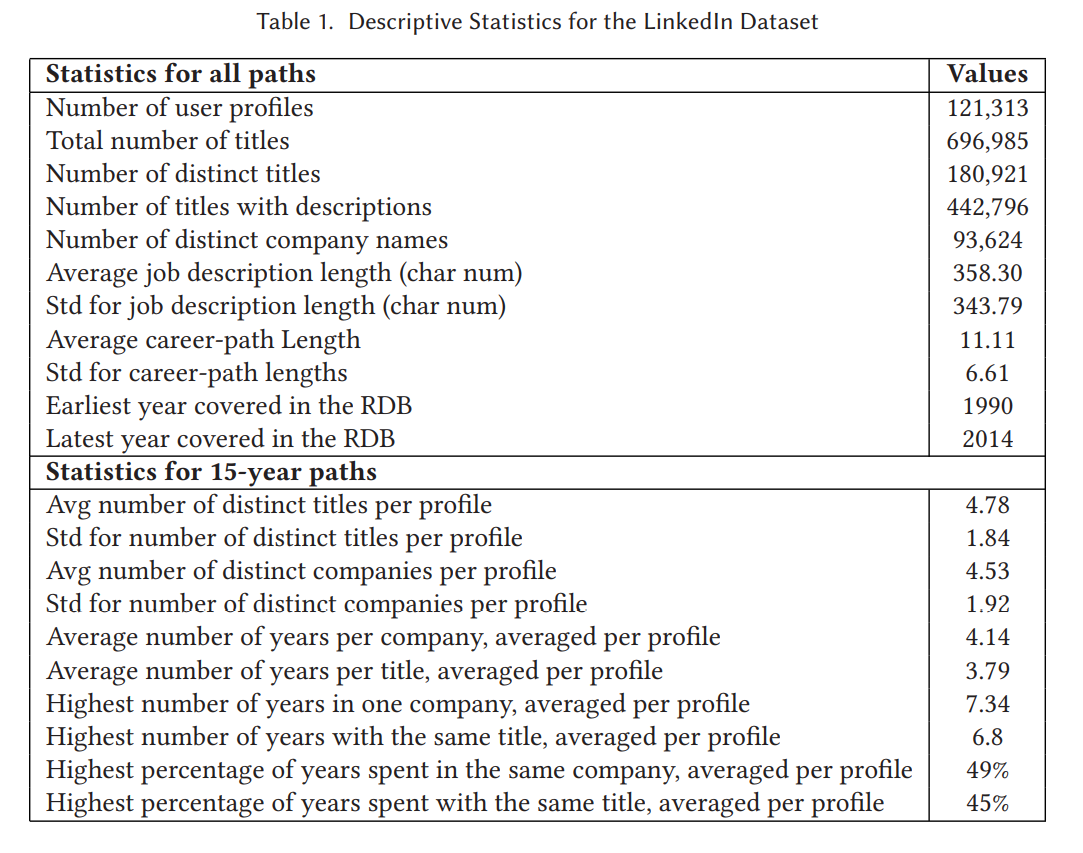 Table 1. Descriptive Statistics for the LinkedIn Dataset
Statistics for all paths Values
Number of user profiles 121,313
Total number of titles 696,985
Number of distinct titles 180,921
Number of titles with descriptions 442,796
Number of distinct company names 93,624
Average job description length (char num) 358.30
Std for job description length (char num) 343.79
Average career-path Length 11.11
Std for career-path lengths 6.61
Earliest year covered in the RDB 1990
Latest year covered in the RDB 2014
Statistics for 15-year paths
Avg number of distinct titles per profile 4.78
Std for number of distinct titles per profile 1.84
Avg number of distinct companies per profile 4.53
Std for number of distinct companies per profile 1.92
Average number of years per company, averaged per profile 4.14
Average number of years per title, averaged per profile 3.79
Highest number of years in one company, averaged per profile 7.34
Highest number of years with the same title, averaged per profile 6.8
Highest percentage of years spent in the same company, averaged per profile 49%
Highest percentage of years spent with the same title, averaged per profile 45%